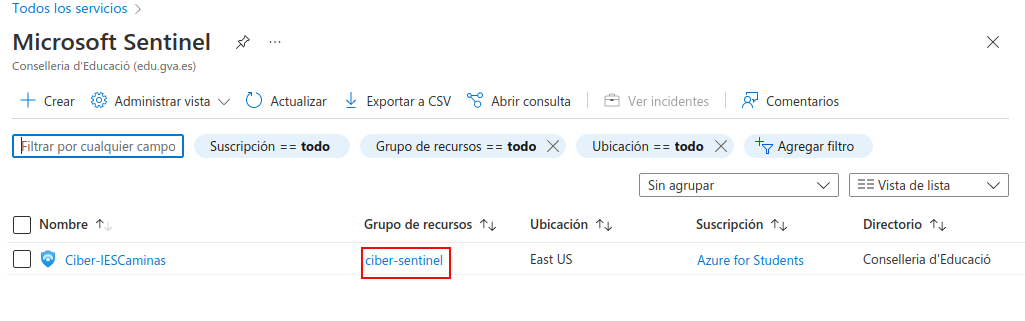 Todos los servicios >
Microsoft Sentinel ...
Conselleria d'Educació (edu.gva.es)
Crear Administrar vista Actualizar Exportar a CSV Abrir consulta Ver incidentes Comentarios
Filtrar por cualquier campo Suscripción == todo Grupo de recursos == todo Ubicación == todo Agregar filtro
Sin agrupar Vista de lista
Nombre Grupo de recursos Ubicación Suscripción Directorio
Ciber-IESCaminas ciber-sentinel East US Azure for Students Conselleria d'Educació